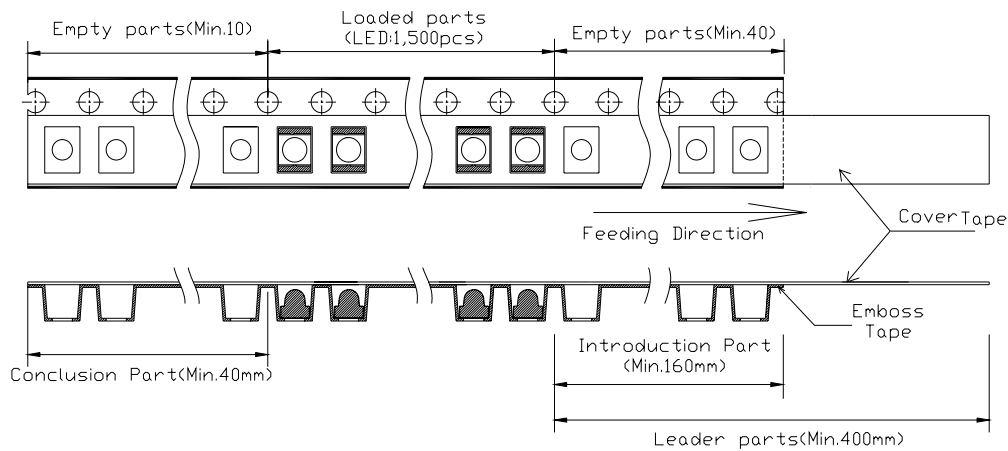 Empty parts(Min.10)
Loaded parts
(LED:1,500pcs)
Empty parts(Min.40)
Feeding Direction
CoverTape
Emboss
Tape
Introduction Part
(Min.160mm)
Conclusion Part(Min.40mm)
Leader parts(Min.400mm)